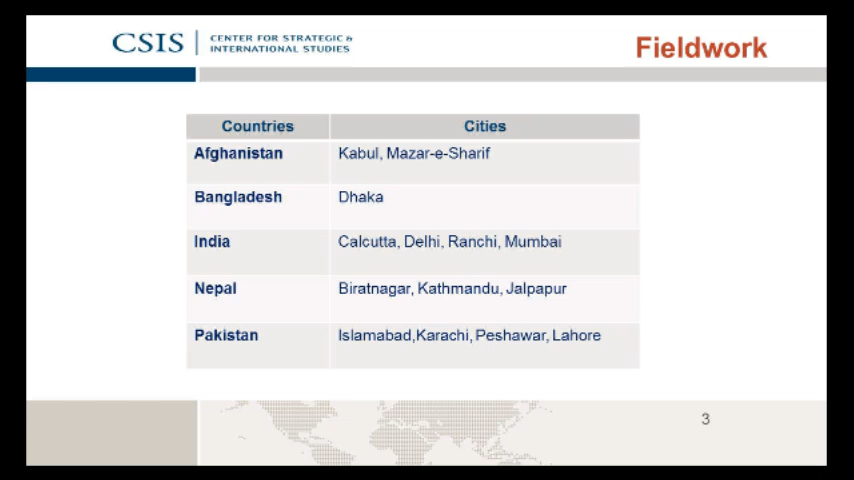 CSIS
CENTER FOR STRATEGIC &
INTERNATIONAL STUDIES
Fieldwork
Countries Cities
Afghanistan Kabul, Mazar-e-Sharif
Bangladesh Dhaka
India Calcutta, Delhi, Ranchi, Mumbai
Nepal Biratnagar, Kathmandu, Jalpapur
Pakistan Islamabad,Karachi, Peshawar, Lahore
3